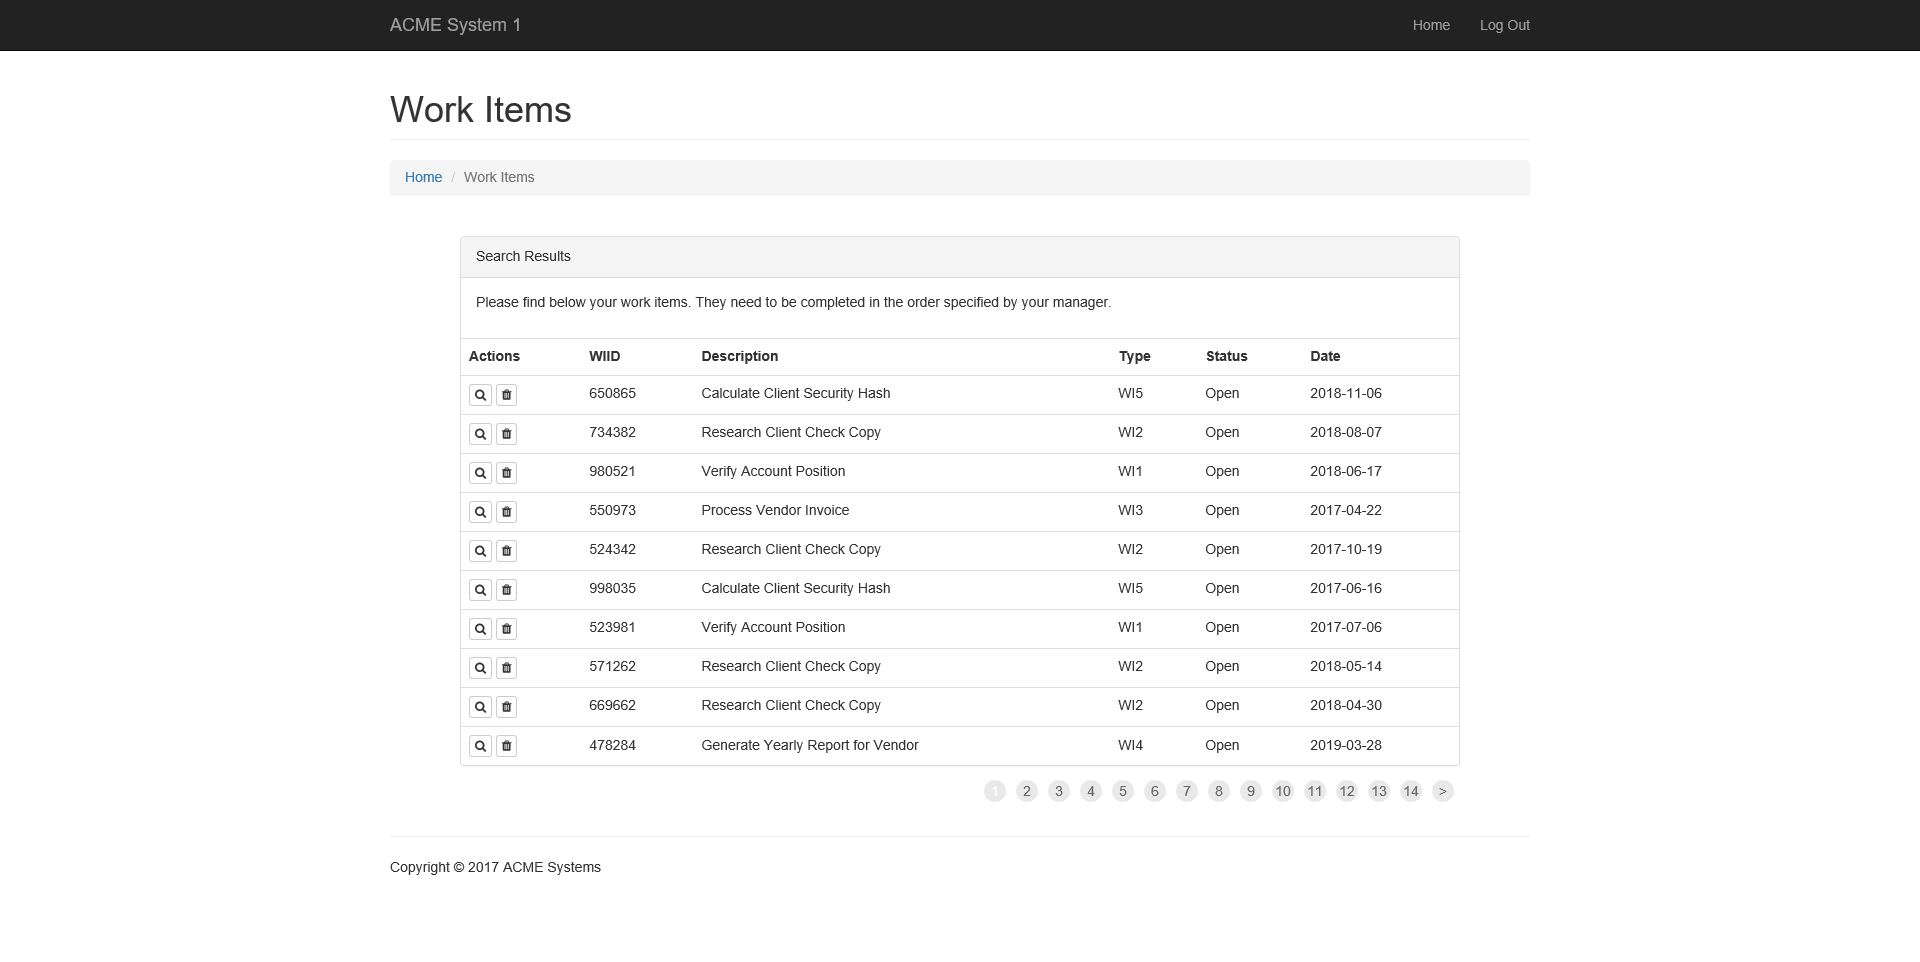 ACME System 1 Home Log Out
Work Items
Home / Work Items
Search Results
Please find below your work items. They need to be completed in the order specified by your manager.
Actions WIID Description Type Status Date
650865 Calculate Client Security Hash WI5 Open 2018-11-06
734382 Research Client Check Copy WI2 Open 2018-08-07
980521 Verify Account Position WI1 Open 2018-06-17
550973 Process Vendor Invoice WI3 Open 2017-04-22
524342 Research Client Check Copy WI2 Open 2017-10-19
998035 Calculate Client Security Hash WI5 Open 2017-06-16
523981 Verify Account Position WI1 Open 2017-07-06
571262 Research Client Check Copy WI2 Open 2018-05-14
669662 Research Client Check Copy WI2 Open 2018-04-30
478284 Generate Yearly Report for Vendor WI4 Open 2019-03-28
1 2 3 4 5 6 7 8 9 10 11 12 13 14 >
Copyright © 2017 ACME Systems